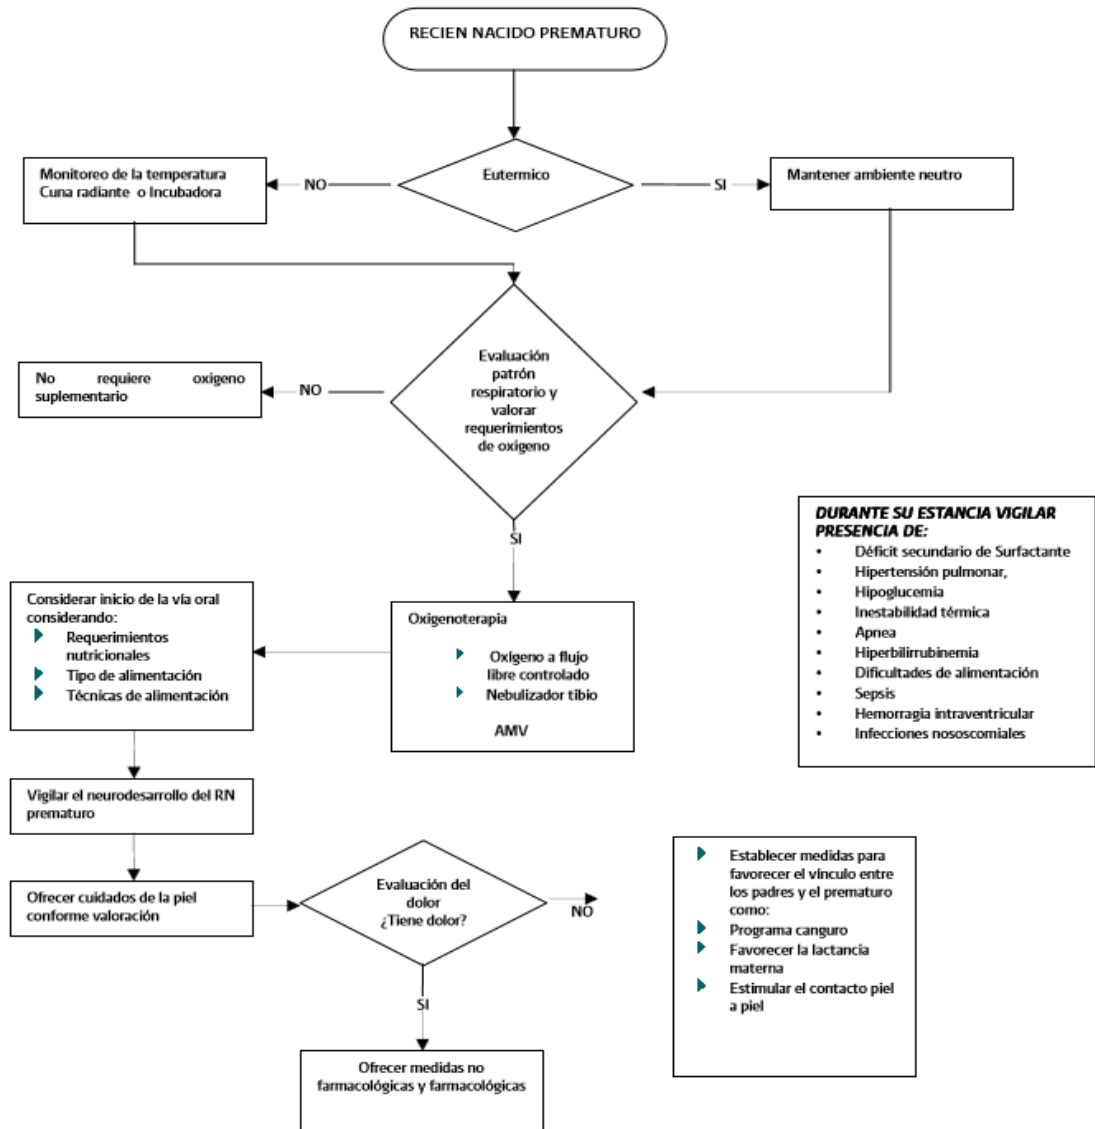 RECIEN NACIDO PREMATURO
Eutermico
NO
SI
Monitoreo de la temperatura
Cuna radiante o Incubadora
Mantener ambiente neutro
Evaluación
patrón
respiratorio y
valorar
requerimientos
de oxigeno
NO
No requiere oxigeno
suplementario
SI
DURANTE SU ESTANCIA VIGILAR
PRESENCIA DE:
• Déficit secundario de Surfactante
• Hipertensión pulmonar,
• Hipoglucemia
• Inestabilidad térmica
• Apnea
• Hiperbilirrubinemia
• Dificultades de alimentación
• Sepsis
• Hemorragia intraventricular
• Infecciones nososcomiales
Oxigenoterapia
Oxígeno a flujo
libre controlado
Nebulizador tibio
AMV
Considerar inicio de la vía oral
considerando:
Requerimientos
nutricionales
Tipo de alimentación
Técnicas de alimentación
Vigilar el neurodesarrollo del RN
prematuro
Ofrecer cuidados de la piel
conforme valoración
Evaluación del
dolor
¿Tiene dolor?
NO
SI
Ofrecer medidas no
farmacológicas y farmacológicas
Establecer medidas para
favorecer el vínculo entre
los padres y el prematuro
como:
Programa canguro
Favorecer la lactancia
materna
Estimular el contacto piel
a piel